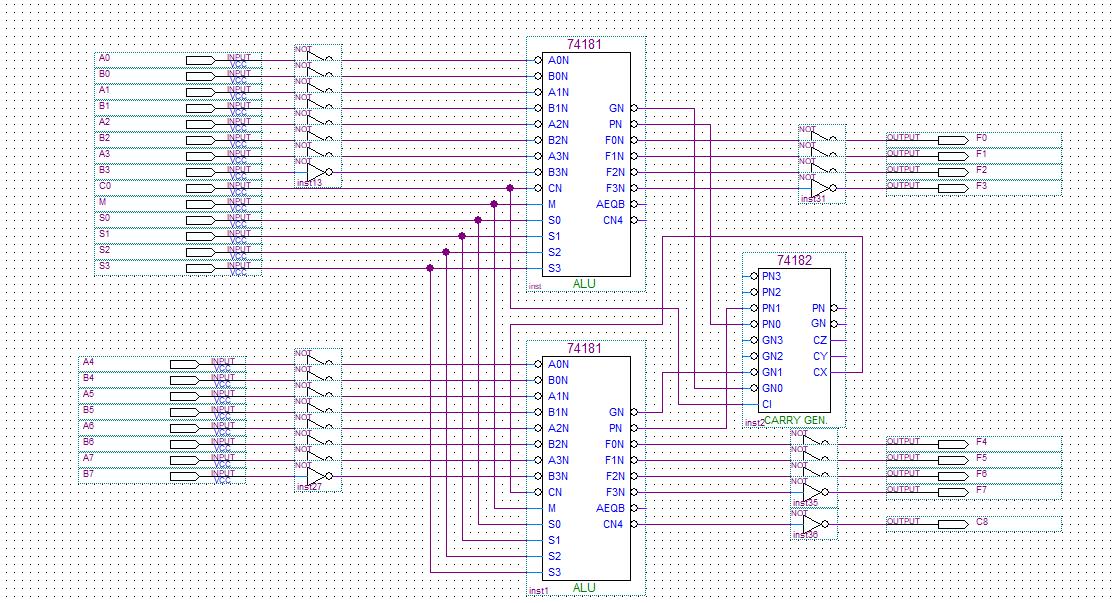 74181
NOT
A0 INPUT VCC NOT A0N
B0 INPUT VCC NOT B0N
A1 INPUT VCC NOT A1N
B1 INPUT VCC NOT B1N GN
A2 INPUT VCC NOT A2N PN NOT
B2 INPUT VCC NOT B2N F0N NOT OUTPUT F0
A3 INPUT VCC NOT A3N F1N NOT OUTPUT F1
B3 INPUT VCC inst13 B3N F2N NOT OUTPUT F2
C0 INPUT VCC CN F3N inst31 OUTPUT F3
M INPUT VCC M AEQB
S0 INPUT VCC S0 CN4
S1 INPUT VCC S1
S2 INPUT VCC S2
S3 INPUT VCC S3
inst ALU
74182
PN3
PN2
PN1 PN
PN0 GN
GN3 CZ
GN2 CY
GN1 CX
GN0
CI
inst2 CARRY GEN.
74181
NOT
A4 INPUT VCC NOT A0N
B4 INPUT VCC NOT B0N
A5 INPUT VCC NOT A1N
B5 INPUT VCC NOT B1N GN
A6 INPUT VCC NOT A2N PN NOT
B6 INPUT VCC NOT B2N F0N NOT OUTPUT F4
A7 INPUT VCC NOT A3N F1N NOT OUTPUT F5
B7 INPUT VCC inst27 B3N F2N NOT OUTPUT F6
CN F3N inst35 OUTPUT F7
M AEQB NOT
S0 CN4 inst36 OUTPUT C8
S1
S2
S3
inst1 ALU